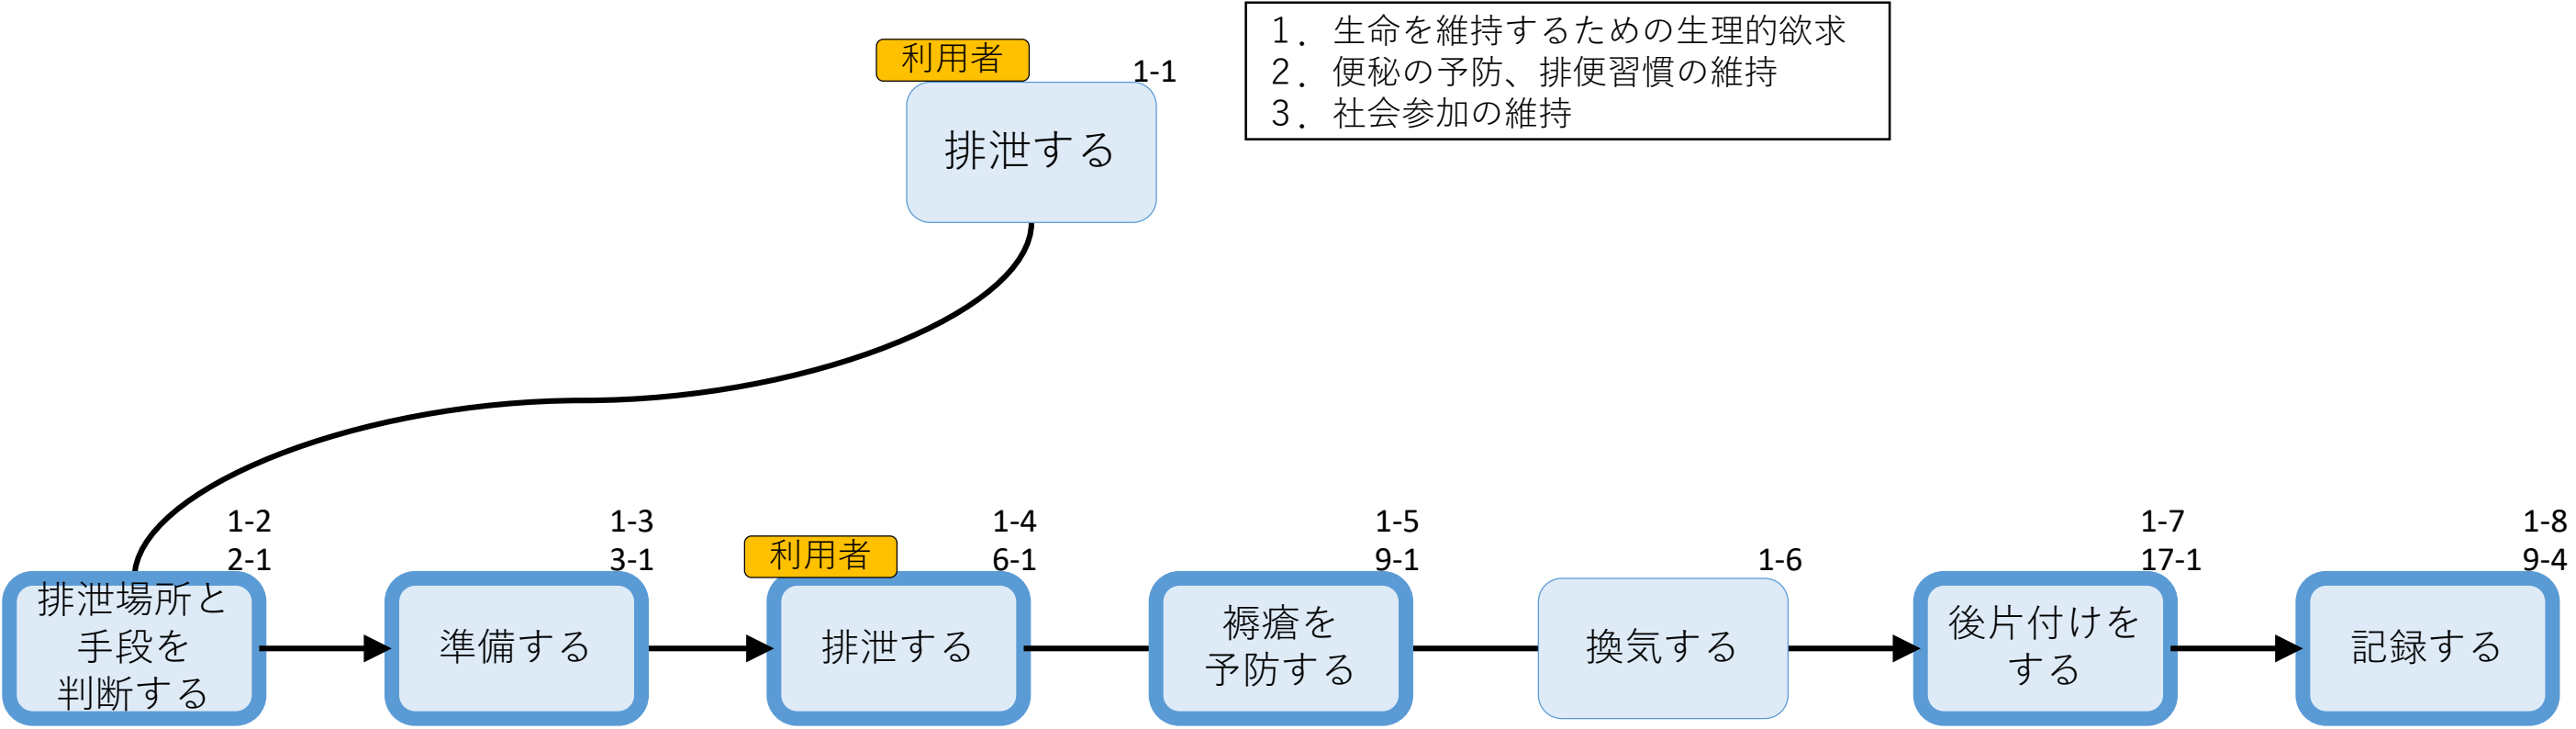 利用者
1-1
排泄する
1. 生命を維持するための生理的欲求
2. 便秘の予防、排便習慣の維持
3. 社会参加の維持
1-2
2-1
排泄場所と
手段を
判断する
1-3
3-1
準備する
利用者
1-4
6-1
排泄する
1-5
9-1
褥瘡を
予防する
1-6
換気する
1-7
17-1
後片付けを
する
1-8
9-4
記録する